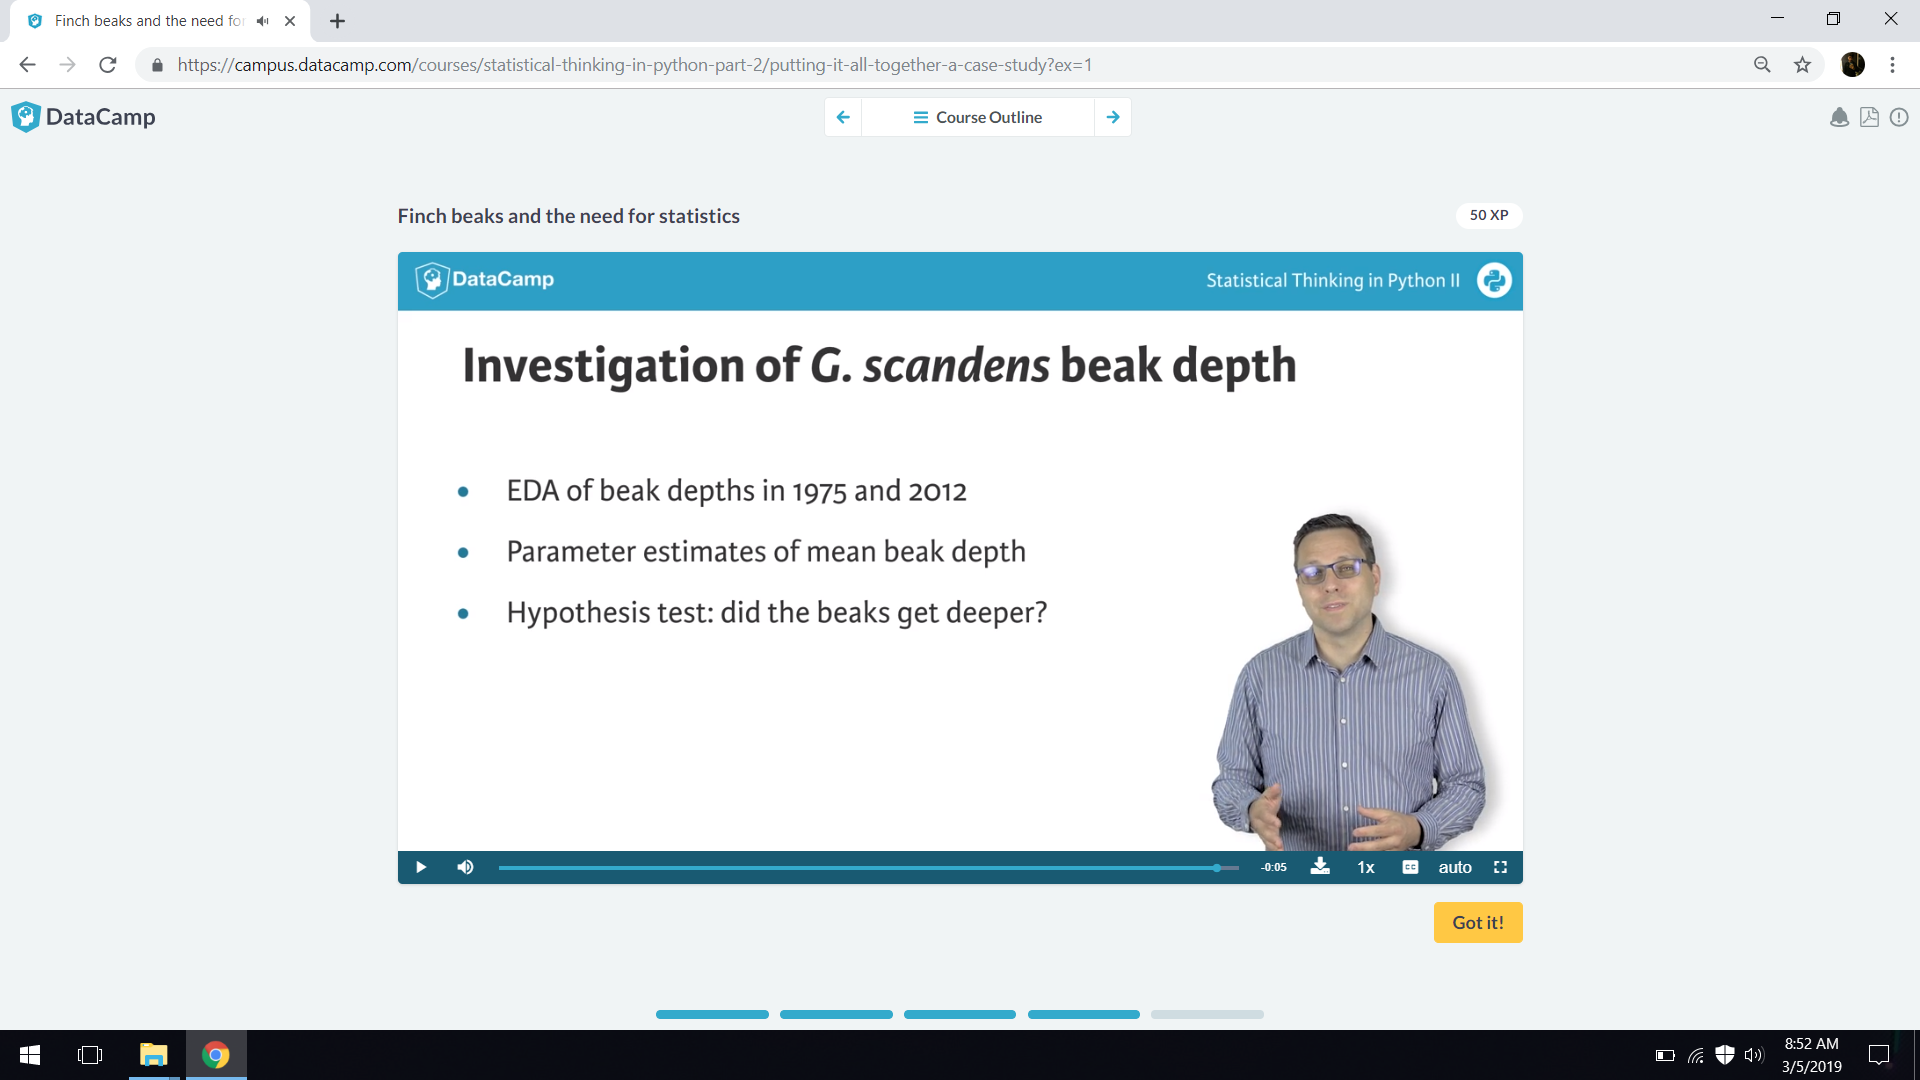 Finch beaks and the need fo
https://campus.datacamp.com/courses/statistical-thinking-in-python-part-2/putting-it-all-together-a-case-study?ex=1
DataCamp
Course Outline
Finch beaks and the need for statistics
50 XP
DataCamp
Statistical Thinking in Python II
Investigation of G. scandens beak depth
• EDA of beak depths in 1975 and 2012
• Parameter estimates of mean beak depth
• Hypothesis test: did the beaks get deeper?
-0:05
1x
cc
auto
Got it!
8:52 AM
3/5/2019